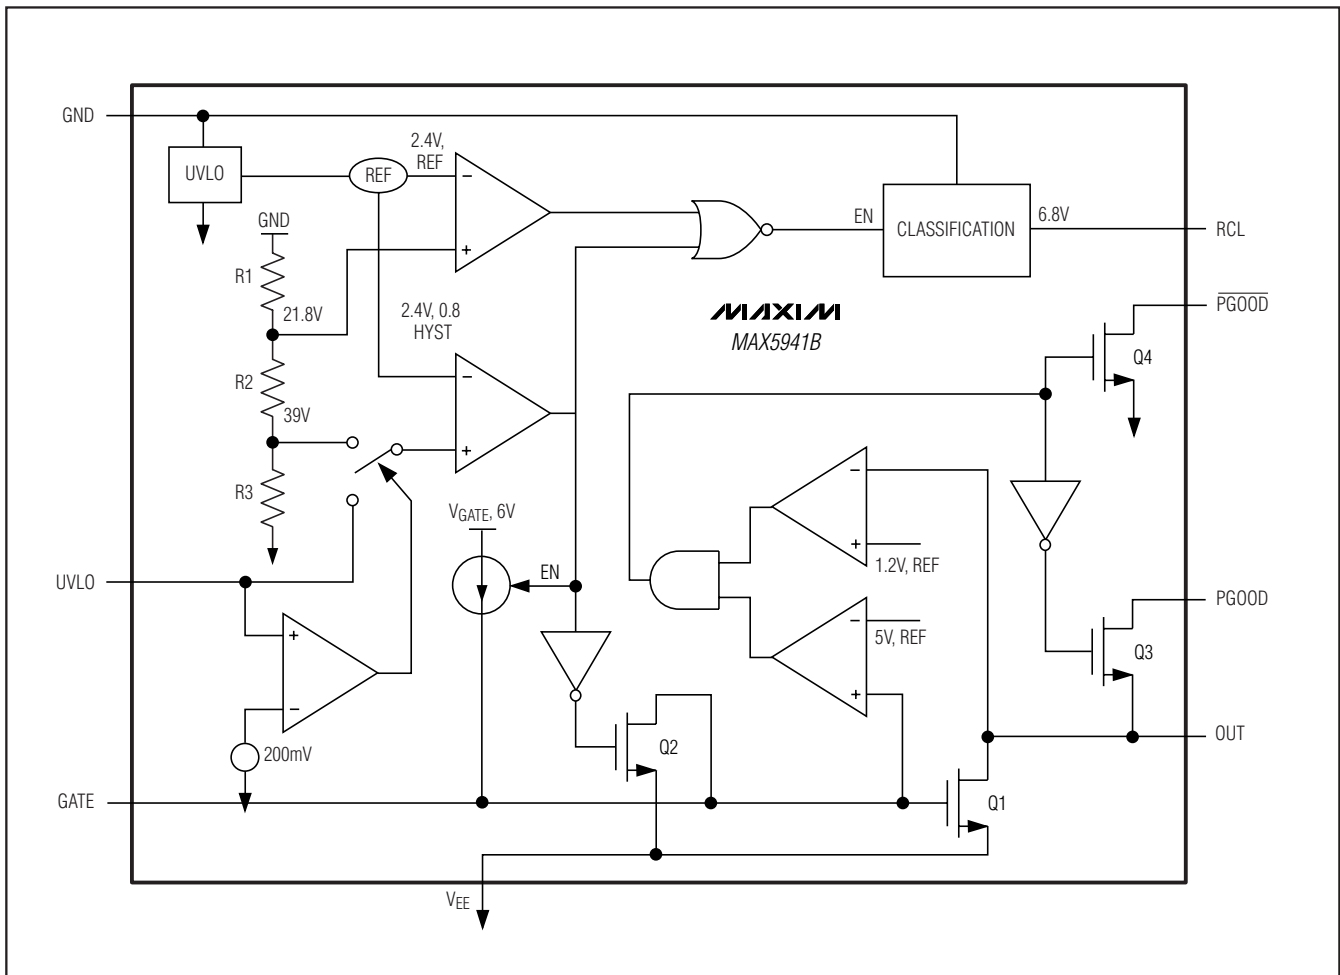 GND
UVLO
REF
2.4V,
REF
−
+
GND
R1
21.8V
R2
39V
R3
2.4V, 0.8
HYST
−
+
EN
CLASSIFICATION
6.8V
RCL
MAXIM
MAX5941B
PGOOD
Q4
VGATE, 6V
EN
−
+
1.2V, REF
−
5V, REF
+
UVLO
+
−
200mV
PGOOD
Q3
Q2
OUT
GATE
Q1
VEE